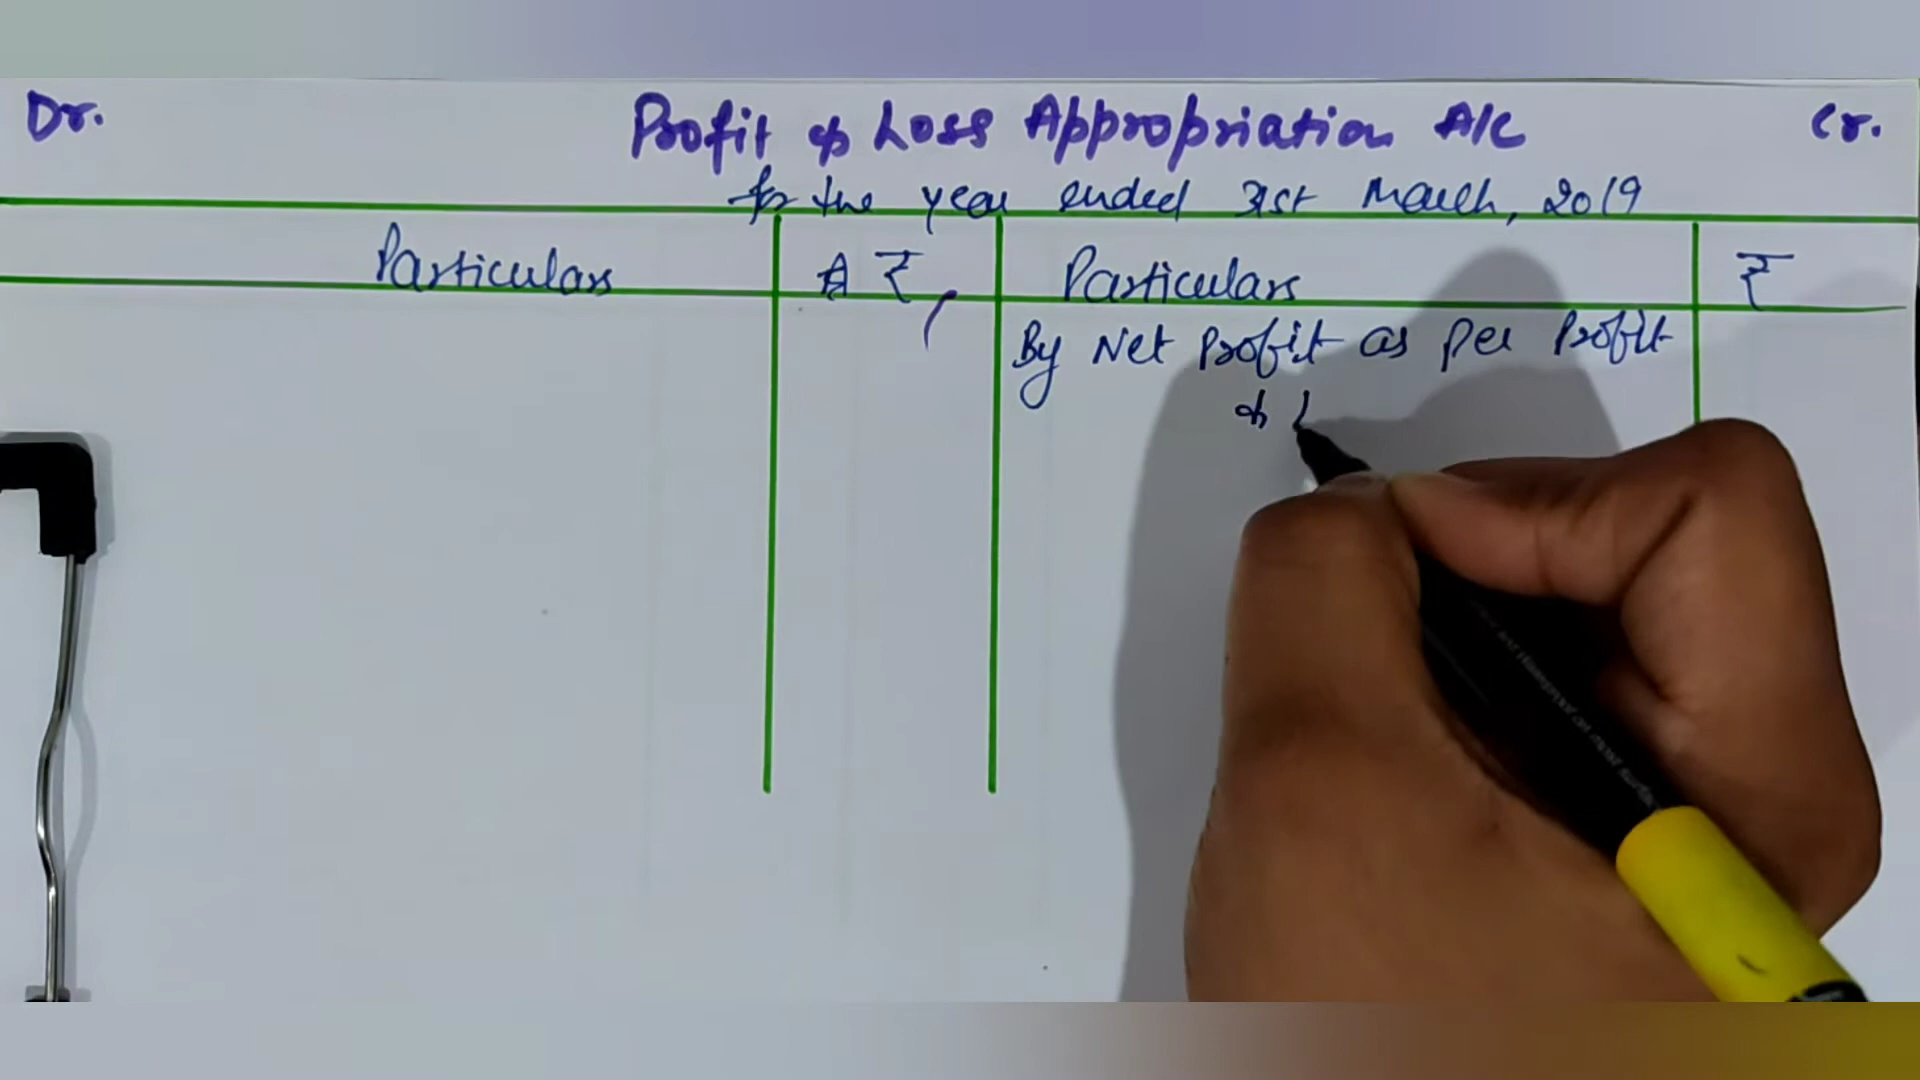 Dr. Profit & Loss Appropriation A/C Cr.
for the year ended 31st March, 2019
Particulars ₹ Particulars ₹
By Net Profit as per Profit
& L